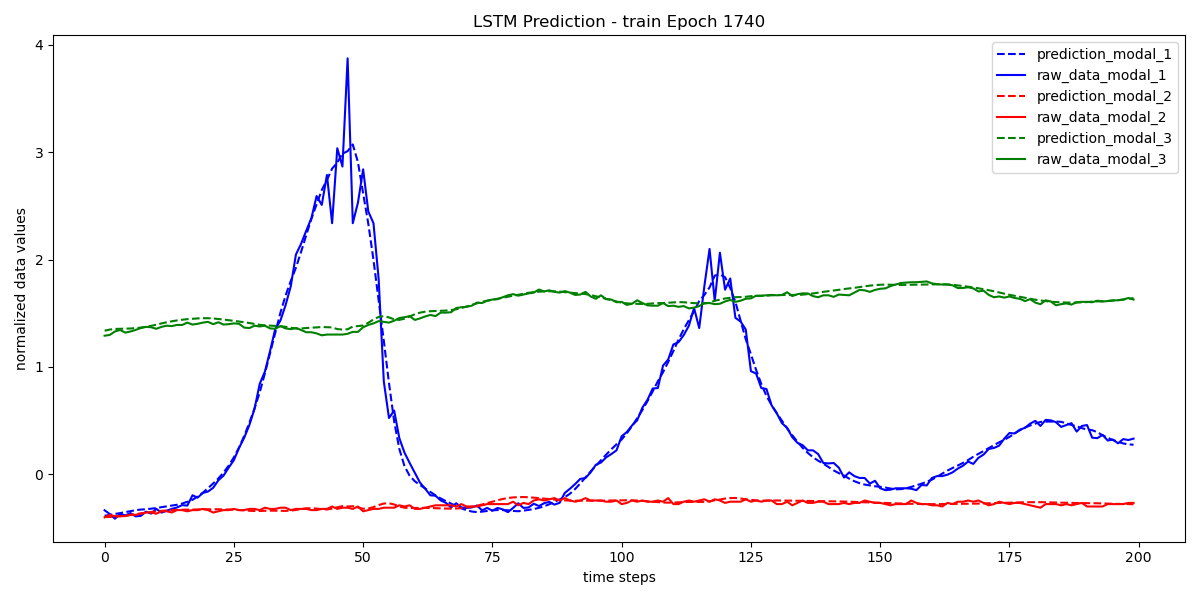 LSTM Prediction - train Epoch 1740
normalized data values
4
3
2
1
0
prediction_modal_1
raw_data_modal_1
prediction_modal_2
raw_data_modal_2
prediction_modal_3
raw_data_modal_3
0 25 50 75 100 125 150 175 200
time steps